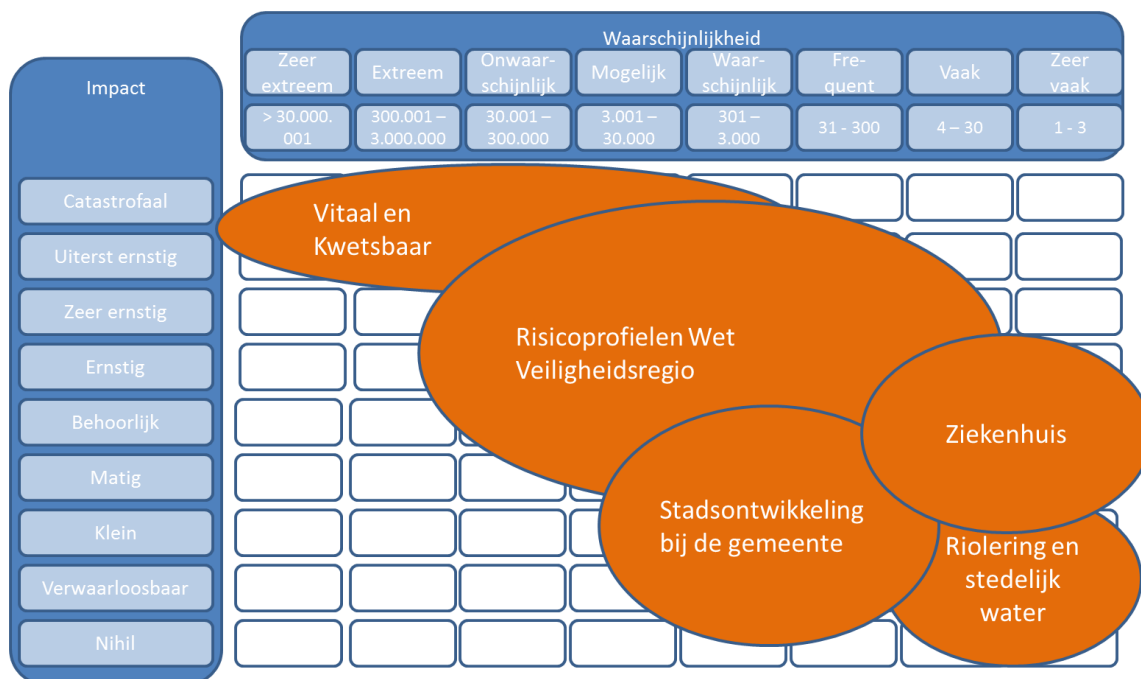 Waarschijnlijkheid
Impact
Zeer
extreem
Extreem
Onwaar-
schijnlijk
Mogelijk
Waar-
schijnlijk
Fre-
quent
Vaak
Zeer
vaak
> 30.000.
001
300.001 –
3.000.000
30.001 –
300.000
3.001 –
30.000
301 –
3.000
31 - 300
4 – 30
1 - 3
Catastrofaal
Uiterst ernstig
Zeer ernstig
Ernstig
Behoorlijk
Matig
Klein
Verwaarloosbaar
Nihil
Vitaal en
Kwetsbaar
Risicoprofielen Wet
Veiligheidsregio
Ziekenhuis
Stadsontwikkeling
bij de gemeente
Riolering en
stedelijk
water